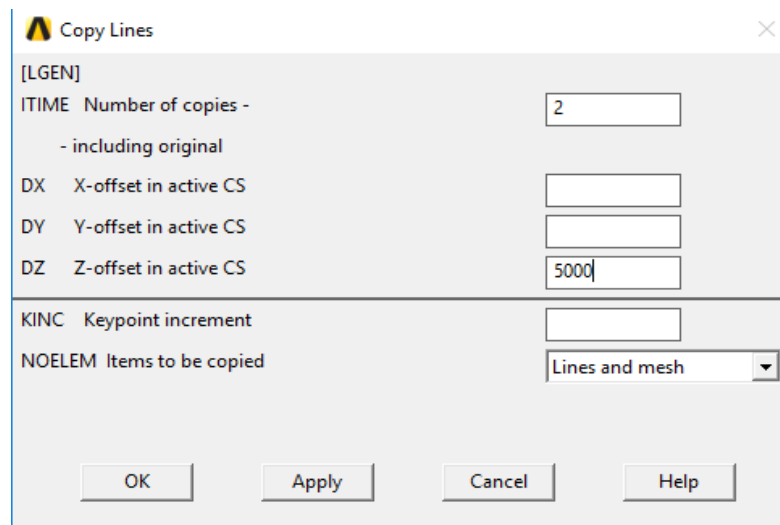 Copy Lines
[LGEN]
ITIME Number of copies - 2
- including original
DX X-offset in active CS
DY Y-offset in active CS
DZ Z-offset in active CS 5000
KINC Keypoint increment
NOELEM Items to be copied Lines and mesh
OK Apply Cancel Help